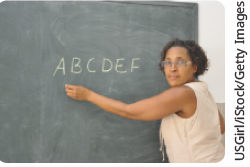 ABCDEF
USGirl/iStock/Getty Images